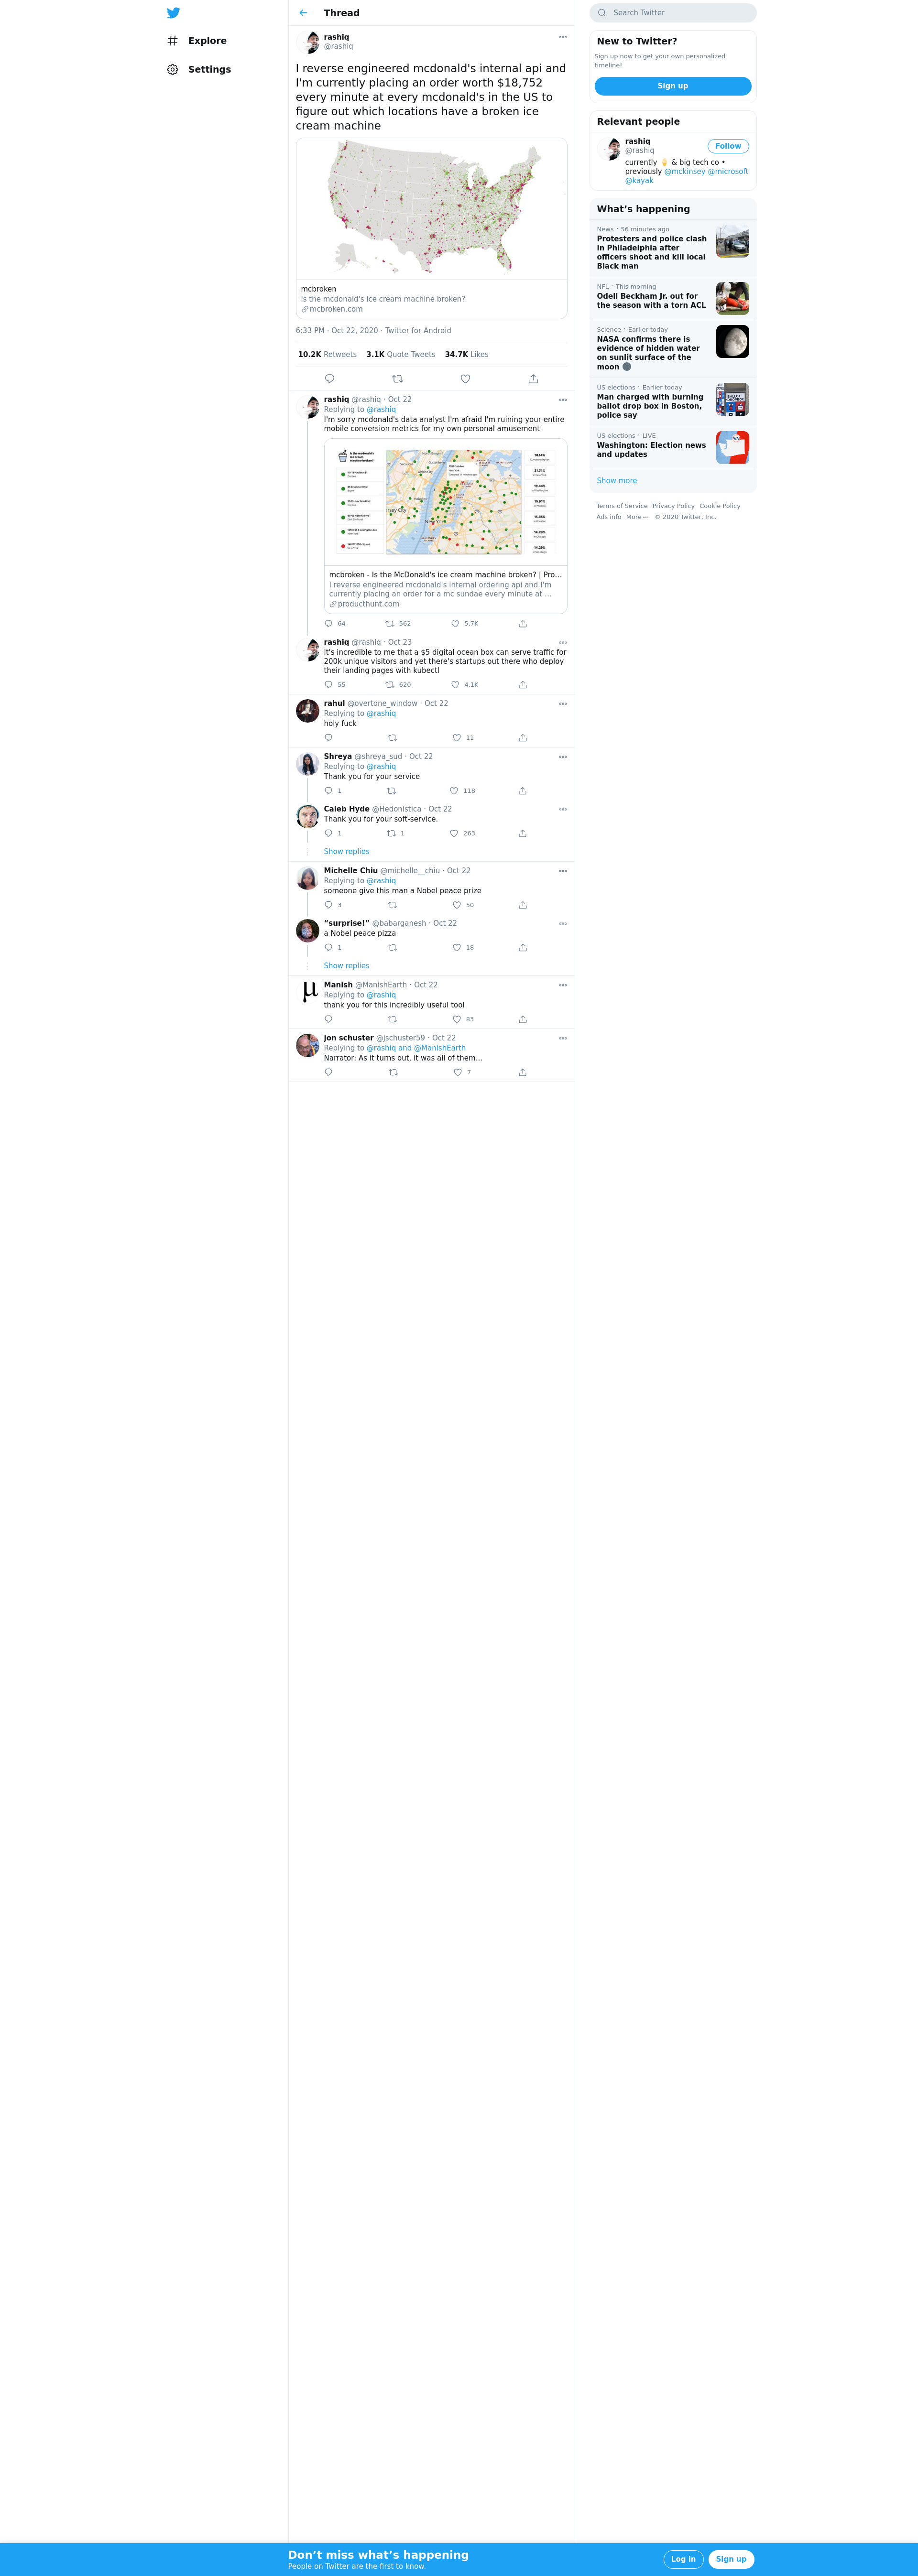 Explore
Settings
Thread
rashiq
@rashiq
I reverse engineered mcdonald's internal api and
I'm currently placing an order worth $18,752
every minute at every mcdonald's in the US to
figure out which locations have a broken ice
cream machine
mcbroken
is the mcdonald's ice cream machine broken?
mcbroken.com
6:33 PM · Oct 22, 2020 · Twitter for Android
10.2K Retweets 3.1K Quote Tweets 34.7K Likes
rashiq @rashiq · Oct 22
Replying to @rashiq
I'm sorry mcdonald's data analyst I'm afraid I'm ruining your entire
mobile conversion metrics for my own personal amusement
mcbroken - Is the McDonald's ice cream machine broken? | Pro...
I reverse engineered mcdonald's internal ordering api and I'm
currently placing an order for a mc sundae every minute at ...
producthunt.com
64 562 5.7K
rashiq @rashiq · Oct 23
it's incredible to me that a $5 digital ocean box can serve traffic for
200k unique visitors and yet there's startups out there who deploy
their landing pages with kubectl
55 620 4.1K
rahul @overtone_window · Oct 22
Replying to @rashiq
holy fuck
11
Shreya @shreya_sud · Oct 22
Replying to @rashiq
Thank you for your service
1 118
Caleb Hyde @Hedonistica · Oct 22
Thank you for your soft-service.
1 1 263
Show replies
Michelle Chiu @michelle__chiu · Oct 22
Replying to @rashiq
someone give this man a Nobel peace prize
3 50
“surprise!” @babarganesh · Oct 22
a Nobel peace pizza
1 18
Show replies
Manish @ManishEarth · Oct 22
Replying to @rashiq
thank you for this incredibly useful tool
83
jon schuster @jschuster59 · Oct 22
Replying to @rashiq and @ManishEarth
Narrator: As it turns out, it was all of them...
7
Search Twitter
New to Twitter?
Sign up now to get your own personalized
timeline!
Sign up
Relevant people
rashiq
@rashiq
Follow
currently 🍦 & big tech co •
previously @mckinsey @microsoft
@kayak
What’s happening
News · 56 minutes ago
Protesters and police clash
in Philadelphia after
officers shoot and kill local
Black man
NFL · This morning
Odell Beckham Jr. out for
the season with a torn ACL
Science · Earlier today
NASA confirms there is
evidence of hidden water
on sunlit surface of the
moon 🌑
US elections · Earlier today
Man charged with burning
ballot drop box in Boston,
police say
US elections · LIVE
Washington: Election news
and updates
Show more
Terms of Service Privacy Policy Cookie Policy
Ads info More ••• © 2020 Twitter, Inc.
Don’t miss what’s happening
People on Twitter are the first to know.
Log in
Sign up